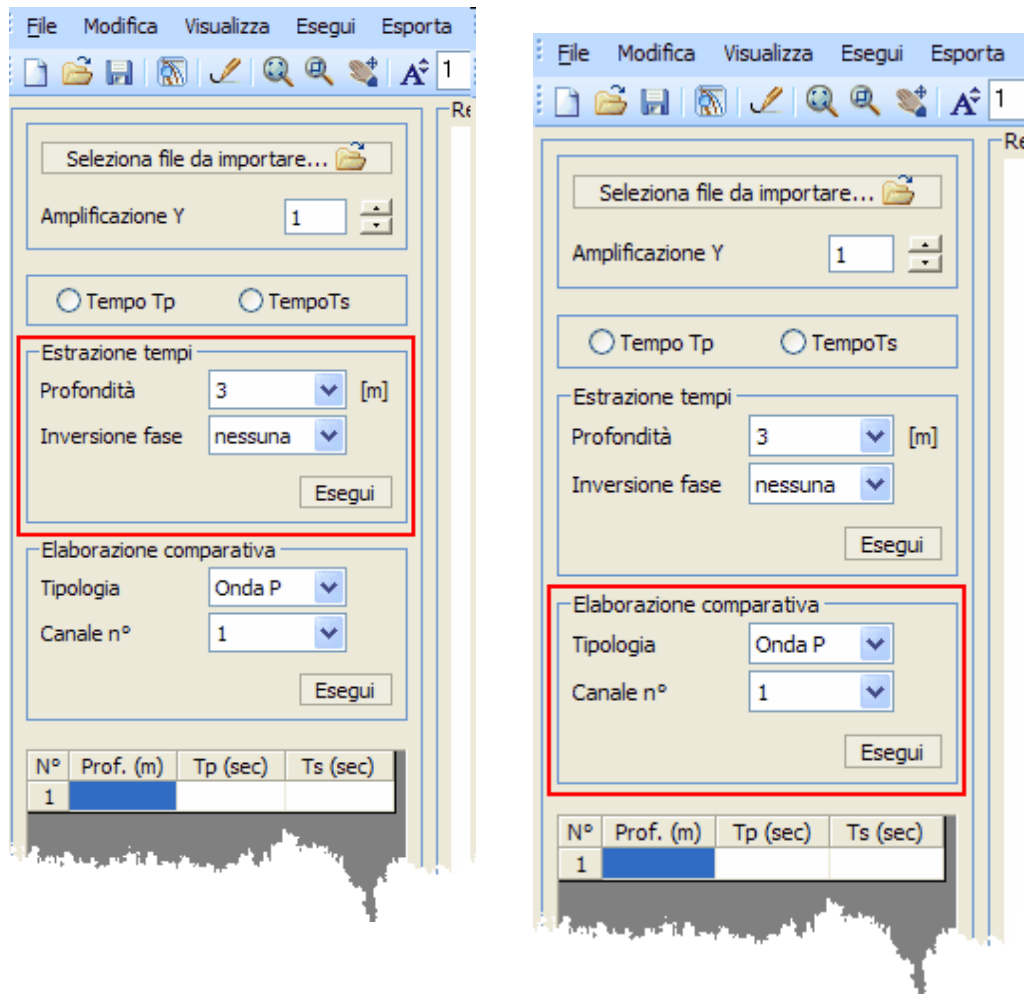 File Modifica Visualizza Esegui Esporta
1
Re
Seleziona file da importare...
Amplificazione Y 1
Tempo Tp TempoTs
Estrazione tempi
Profondità 3 [m]
Inversione fase nessuna
Esegui
Elaborazione comparativa
Tipologia Onda P
Canale n° 1
Esegui
N° Prof. (m) Tp (sec) Ts (sec)
1
File Modifica Visualizza Esegui Esporta
1
Re
Seleziona file da importare...
Amplificazione Y 1
Tempo Tp TempoTs
Estrazione tempi
Profondità 3 [m]
Inversione fase nessuna
Esegui
Elaborazione comparativa
Tipologia Onda P
Canale n° 1
Esegui
N° Prof. (m) Tp (sec) Ts (sec)
1